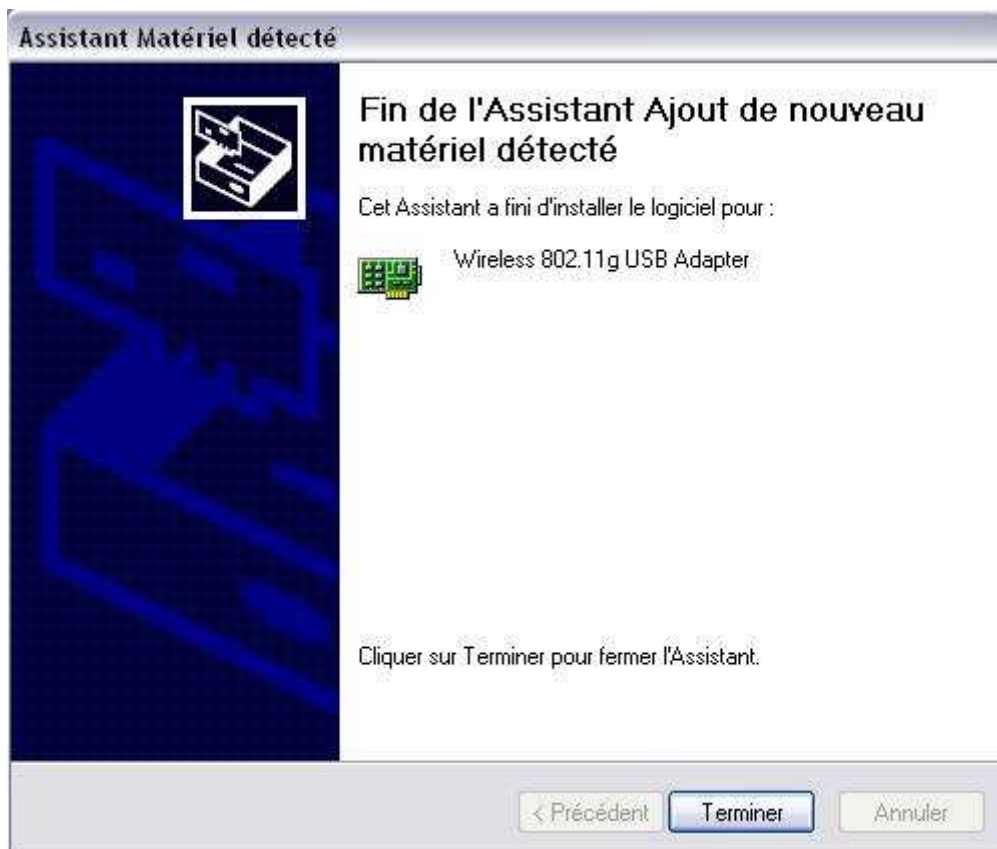 Assistant Matériel détecté
Fin de l'Assistant Ajout de nouveau
matériel détecté
Cet Assistant a fini d'installer le logiciel pour :
Wireless 802.11g USB Adapter
Cliquer sur Terminer pour fermer l'Assistant.
< Précédent
Terminer
Annuler